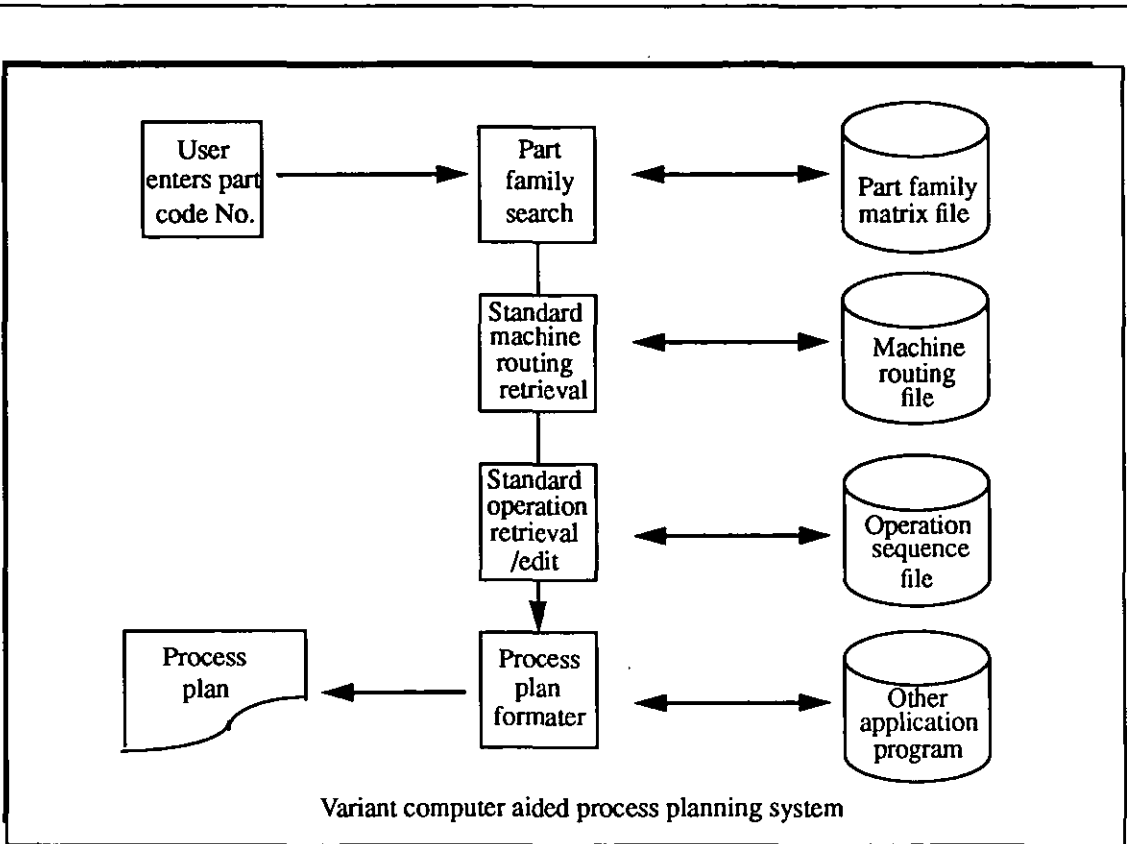 User
enters part
code No.
Part
family
search
Part family
matrix file
Standard
machine
routing
retrieval
Machine
routing
file
Standard
operation
retrieval
/edit
Operation
sequence
file
Process
plan
Process
plan
formater
Other
application
program
Variant computer aided process planning system